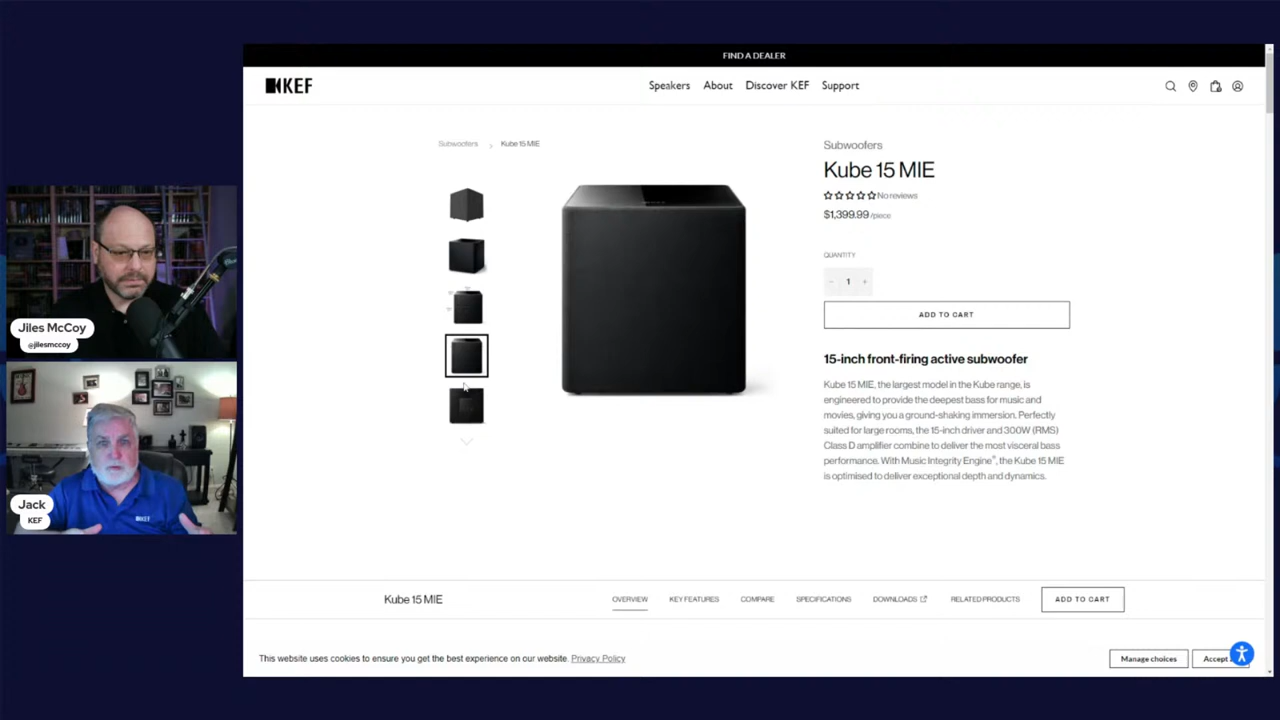 FIND A DEALER
KEF
Speakers About Discover KEF Support
Subwoofers > Kube 15 MIE
Subwoofers
Kube 15 MIE
No reviews
$1,399.99 /piece
QUANTITY
- 1 +
ADD TO CART
15-inch front-firing active subwoofer
Kube 15 MIE, the largest model in the Kube range, is
engineered to provide the deepest bass for music and
movies, giving you a ground-shaking immersion. Perfectly
suited for large rooms, the 15-inch driver and 300W (RMS)
Class D amplifier combine to deliver the most visceral bass
performance. With Music Integrity Engine®, the Kube 15 MIE
is optimised to deliver exceptional depth and dynamics.
Jiles McCoy
@jilesmccoy
Jack
KEF
KEF
Kube 15 MIE OVERVIEW KEY FEATURES COMPARE SPECIFICATIONS DOWNLOADS RELATED PRODUCTS ADD TO CART
This website uses cookies to ensure you get the best experience on our website. Privacy Policy Manage choices Accept